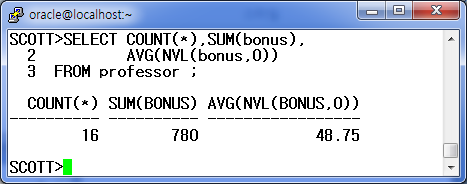 oracle@localhost:~
SCOTT>SELECT COUNT(*),SUM(bonus),
  2          AVG(NVL(bonus,0))
  3  FROM professor ;
  COUNT(*) SUM(BONUS) AVG(NVL(BONUS,0))
---------- ---------- -----------------
        16        780             48.75
SCOTT>